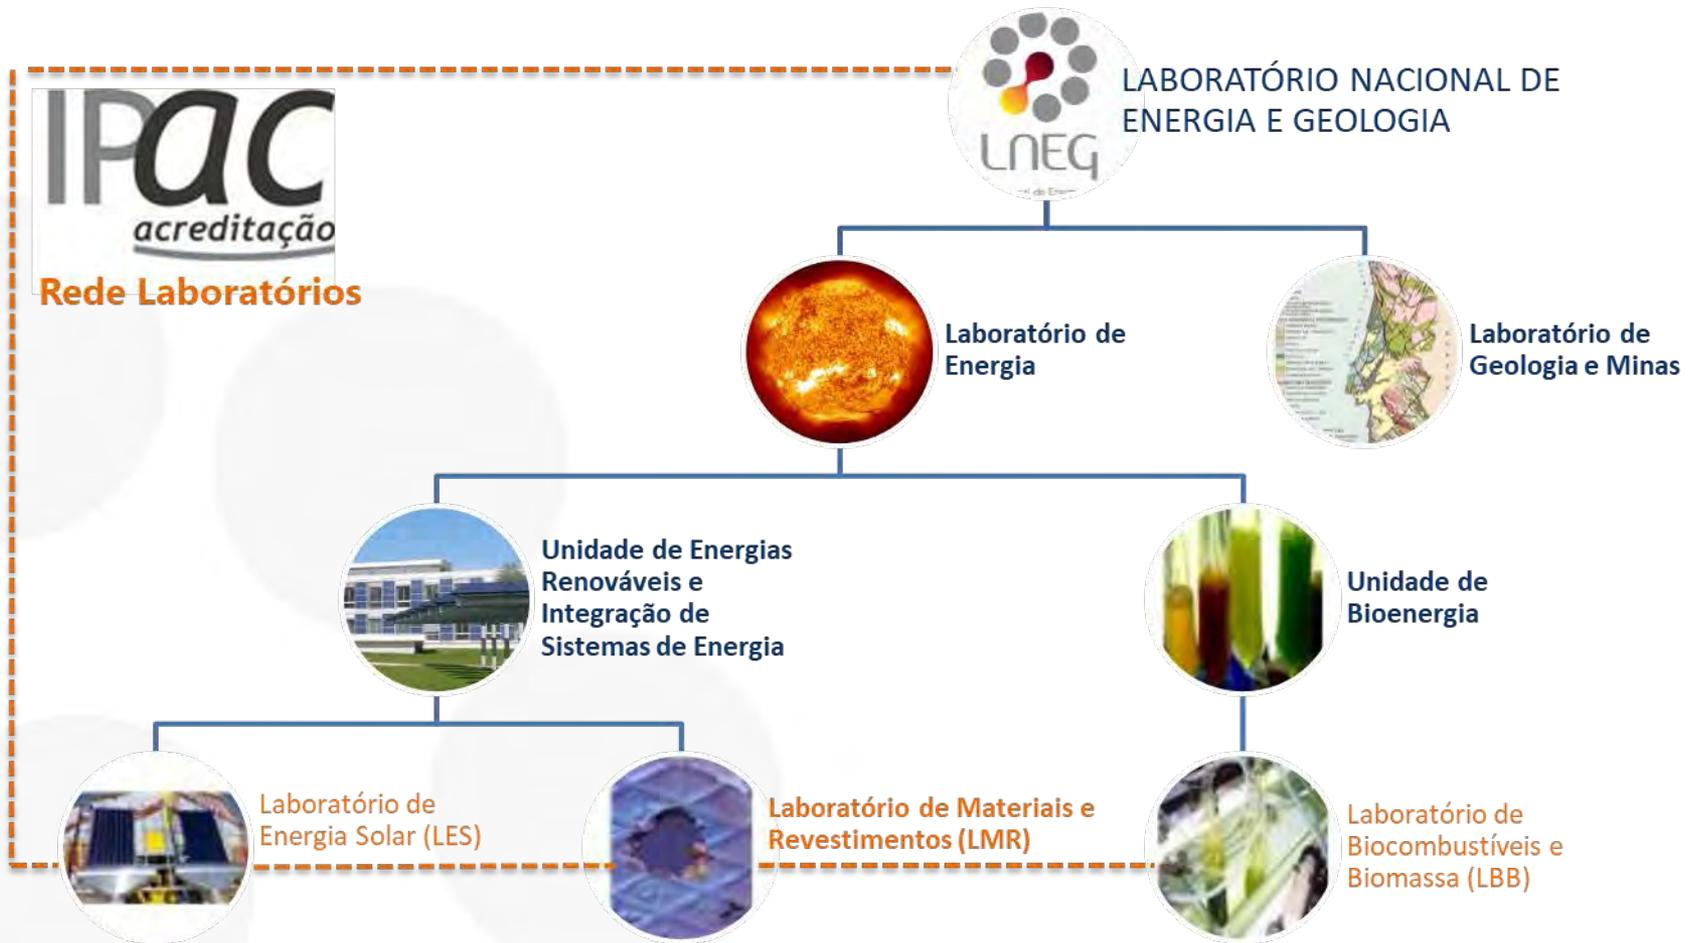 LNEG
LABORATÓRIO NACIONAL DE
ENERGIA E GEOLOGIA
IPac
acreditação
Rede Laboratórios
Laboratório de
Energia
Laboratório de
Geologia e Minas
Unidade de Energias
Renováveis e
Integração de
Sistemas de Energia
Unidade de
Bioenergia
Laboratório de
Energia Solar (LES)
Laboratório de Materiais e
Revestimentos (LMR)
Laboratório de
Biocombustíveis e
Biomassa (LBB)